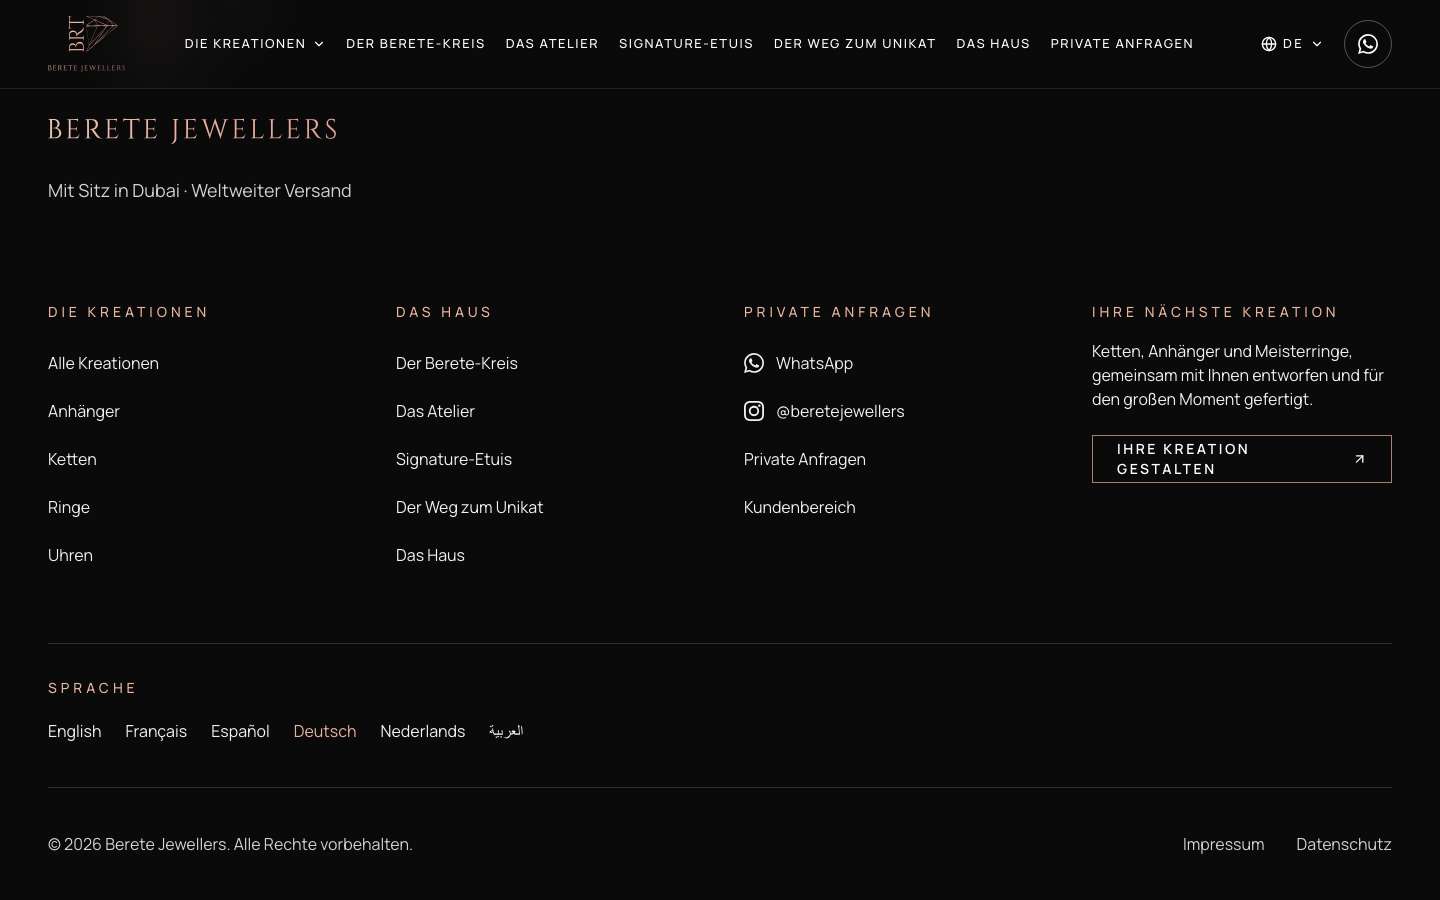 BRT
BERETE JEWELLERS
DIE KREATIONEN
DER BERETE-KREIS
DAS ATELIER
SIGNATURE-ETUIS
DER WEG ZUM UNIKAT
DAS HAUS
PRIVATE ANFRAGEN
DE
BERETE JEWELLERS
Mit Sitz in Dubai · Weltweiter Versand
DIE KREATIONEN
Alle Kreationen
Anhänger
Ketten
Ringe
Uhren
DAS HAUS
Der Berete-Kreis
Das Atelier
Signature-Etuis
Der Weg zum Unikat
Das Haus
PRIVATE ANFRAGEN
WhatsApp
@beretejewellers
Private Anfragen
Kundenbereich
IHRE NÄCHSTE KREATION
Ketten, Anhänger und Meisterringe,
gemeinsam mit Ihnen entworfen und für
den großen Moment gefertigt.
IHRE KREATION
GESTALTEN
SPRACHE
English Français Español Deutsch Nederlands العربية
© 2026 Berete Jewellers. Alle Rechte vorbehalten.
Impressum Datenschutz